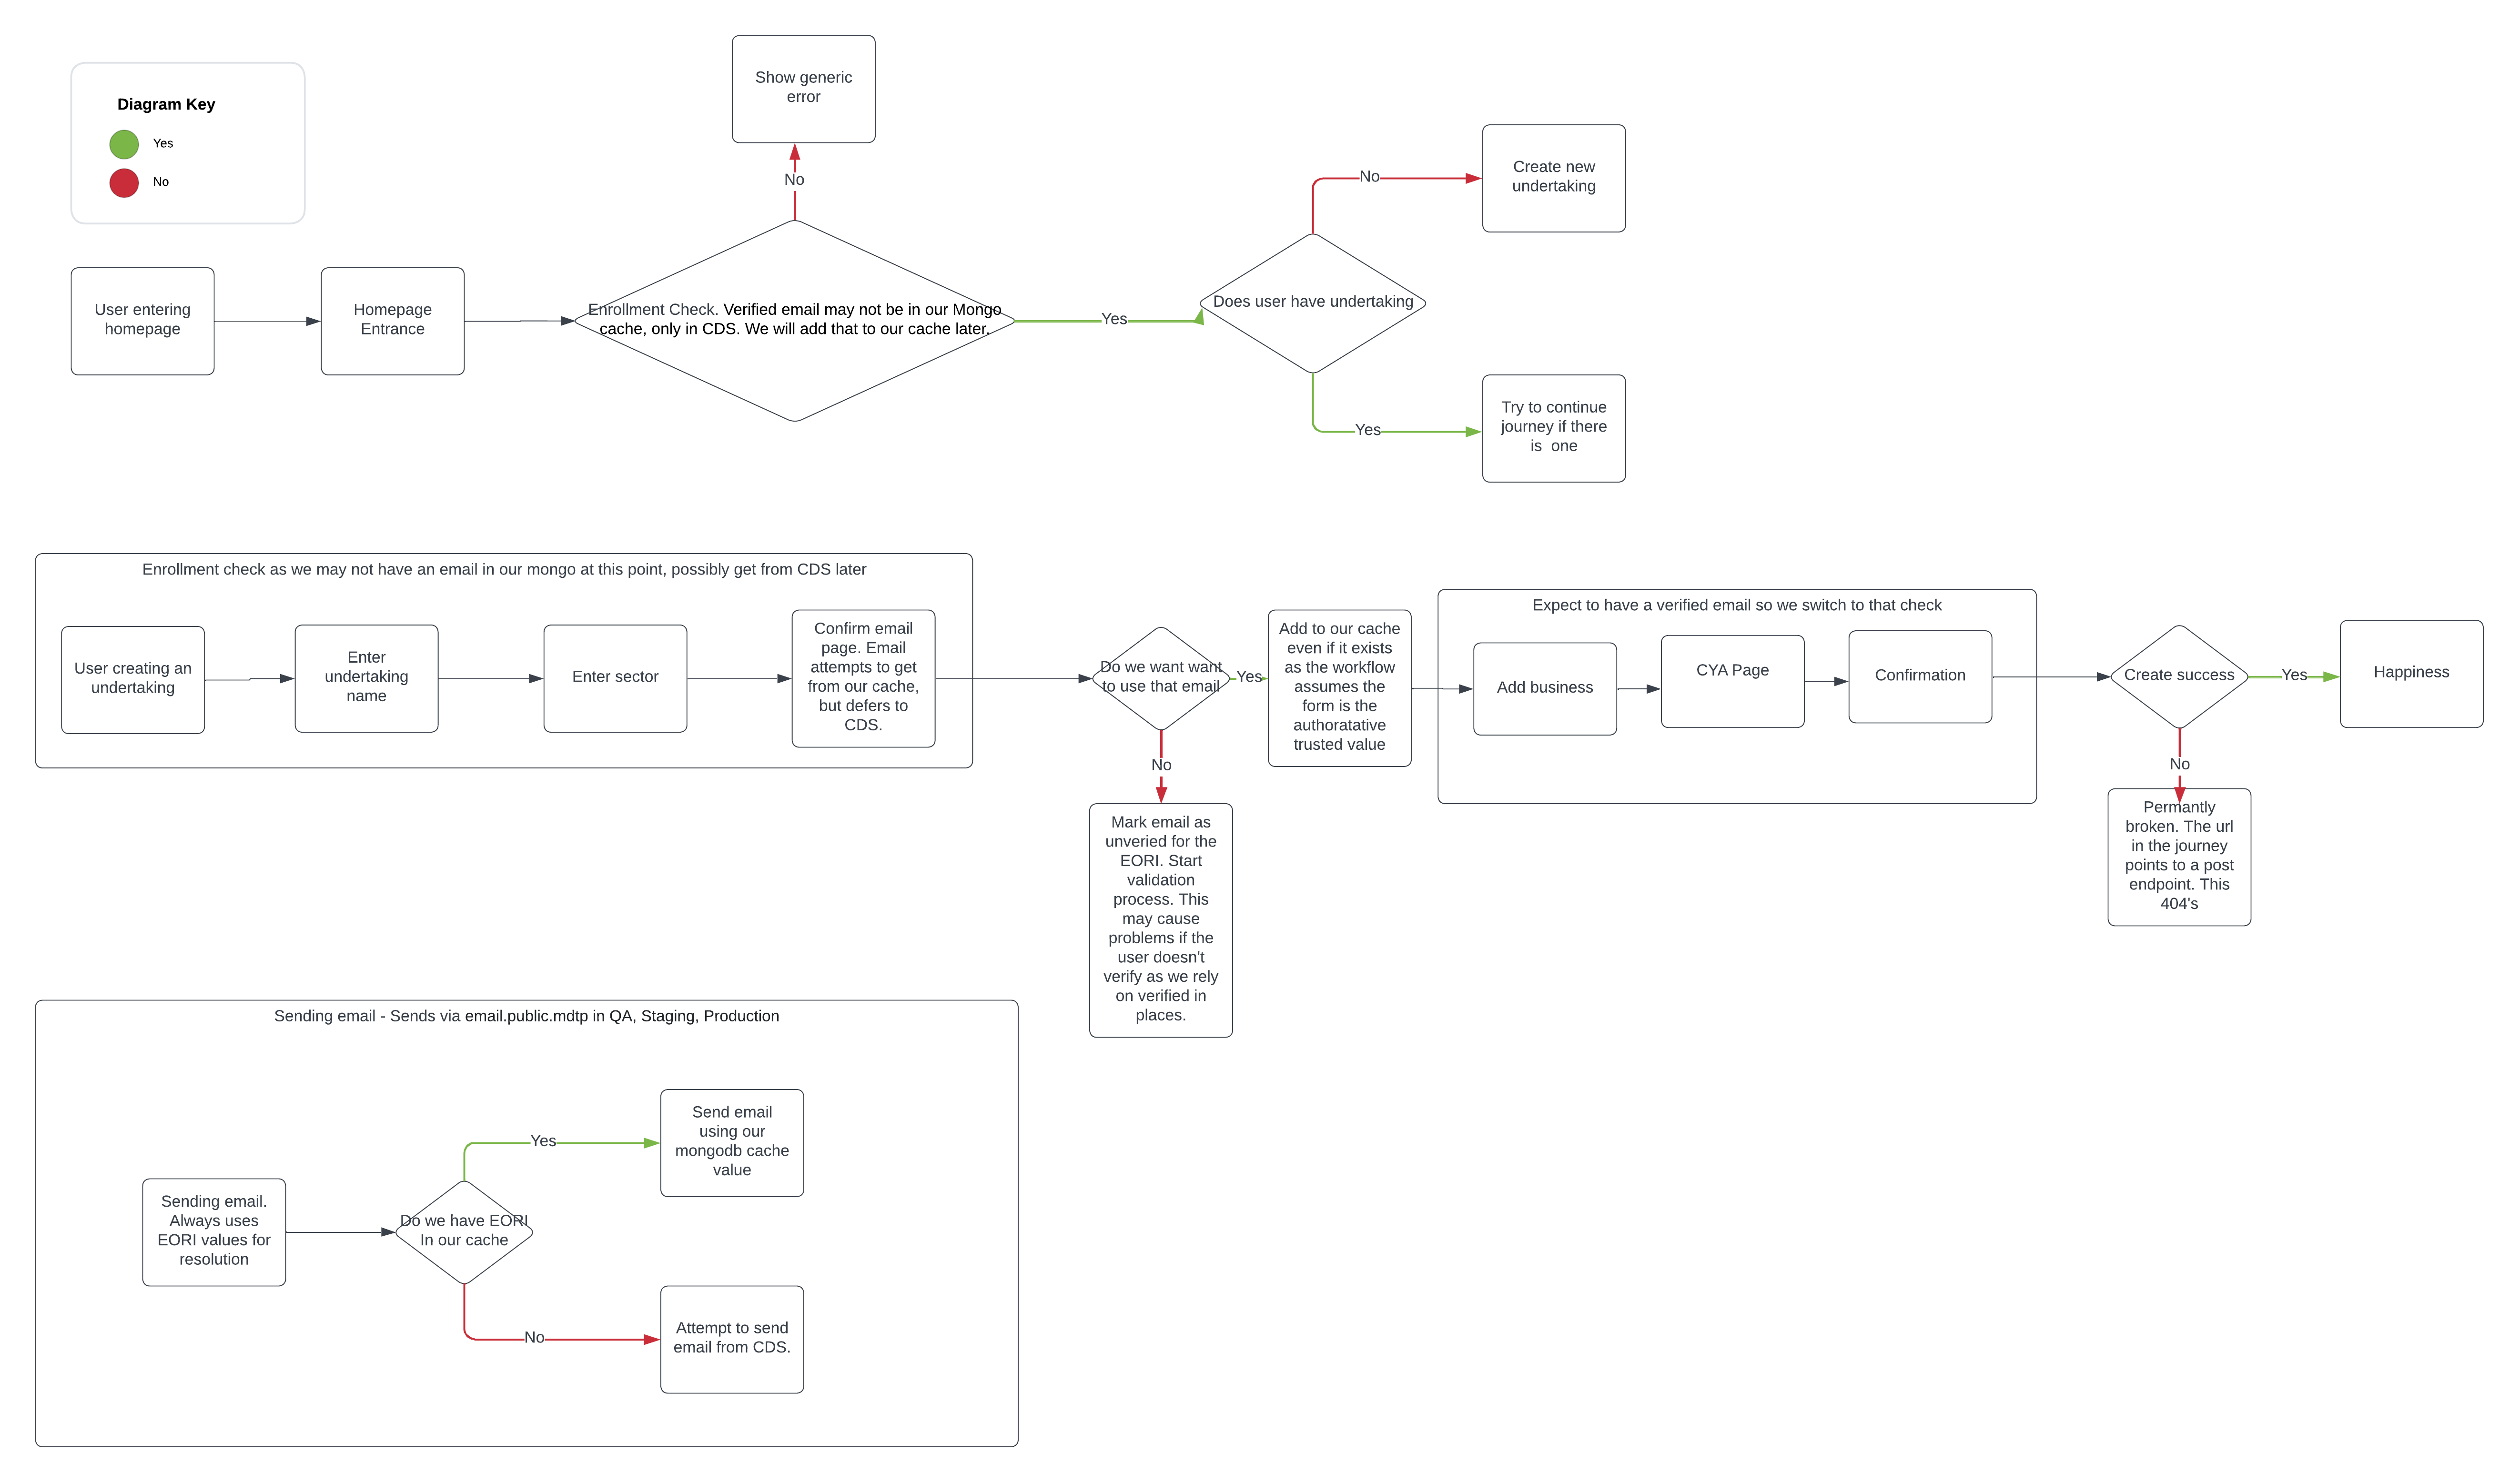 Diagram Key
Yes
No
Show generic
error
No
User entering
homepage
Homepage
Entrance
Enrollment Check. Verified email may not be in our Mongo
cache, only in CDS. We will add that to our cache later.
Yes
Does user have undertaking
No
Create new
undertaking
Yes
Try to continue
journey if there
is  one
Enrollment check as we may not have an email in our mongo at this point, possibly get from CDS later
User creating an
undertaking
Enter
undertaking
name
Enter sector
Confirm email
page. Email
attempts to get
from our cache,
but defers to
CDS.
Do we want want
to use that email
Yes
Add to our cache
even if it exists
as the workflow
assumes the
form is the
authoratative
trusted value
No
Mark email as
unveried for the
EORI. Start
validation
process. This
may cause
problems if the
user doesn't
verify as we rely
on verified in
places.
Expect to have a verified email so we switch to that check
Add business
CYA Page
Confirmation
Create success
Yes
Happiness
No
Permantly
broken. The url
in the journey
points to a post
endpoint. This
404's
Sending email - Sends via email.public.mdtp in QA, Staging, Production
Sending email.
Always uses
EORI values for
resolution
Do we have EORI
In our cache
Yes
Send email
using our
mongodb cache
value
No
Attempt to send
email from CDS.